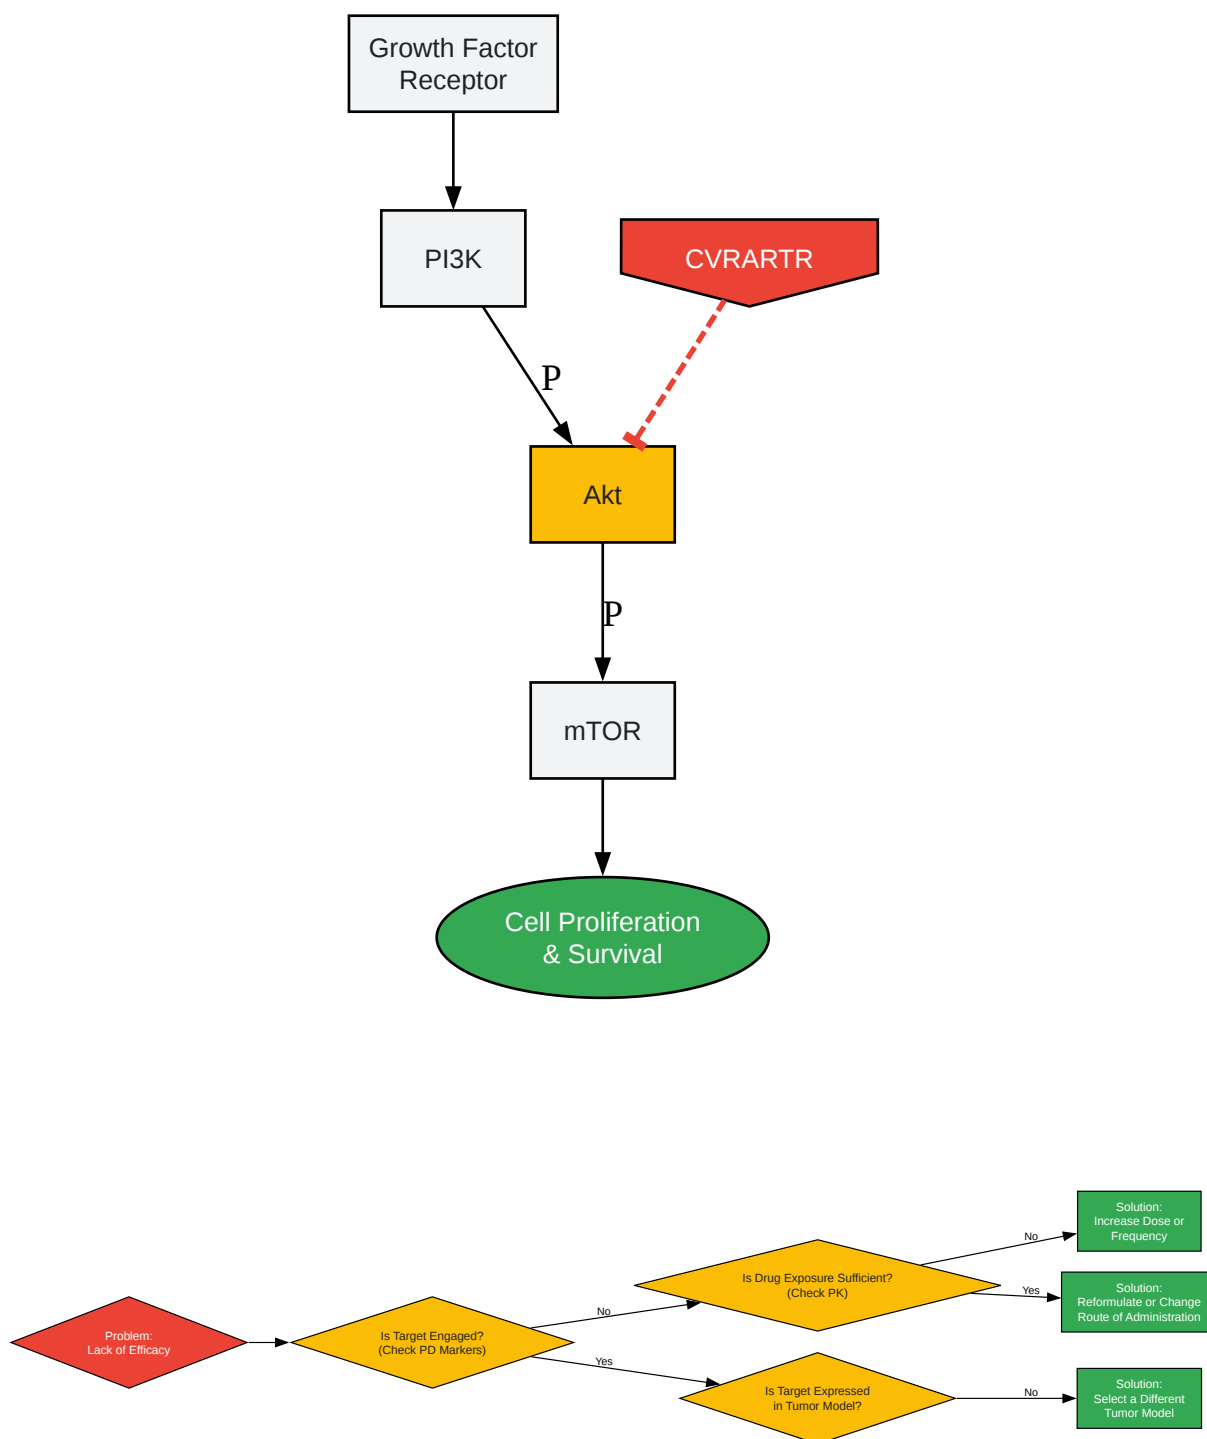 Growth Factor
Receptor
PI3K
CVRARTR
P
Akt
P
mTOR
Cell Proliferation
& Survival
Solution:
Increase Dose or
Frequency
No
Is Drug Exposure Sufficient?
(Check PK)
Yes
Solution:
Reformulate or Change
Route of Administration
No
Problem:
Lack of Efficacy
Is Target Engaged?
(Check PD Markers)
Yes
Is Target Expressed
in Tumor Model?
No
Solution:
Select a Different
Tumor Model